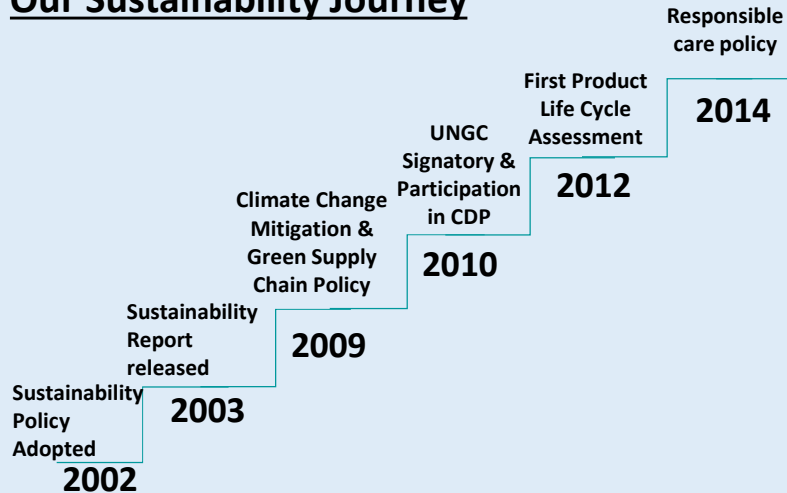 Our Sustainability Journey
Responsible
care policy
2014
First Product
Life Cycle
Assessment
2012
UNGC
Signatory &
Participation
in CDP
2010
Climate Change
Mitigation &
Green Supply
Chain Policy
2009
Sustainability
Report
released
2003
Sustainability
Policy
Adopted
2002